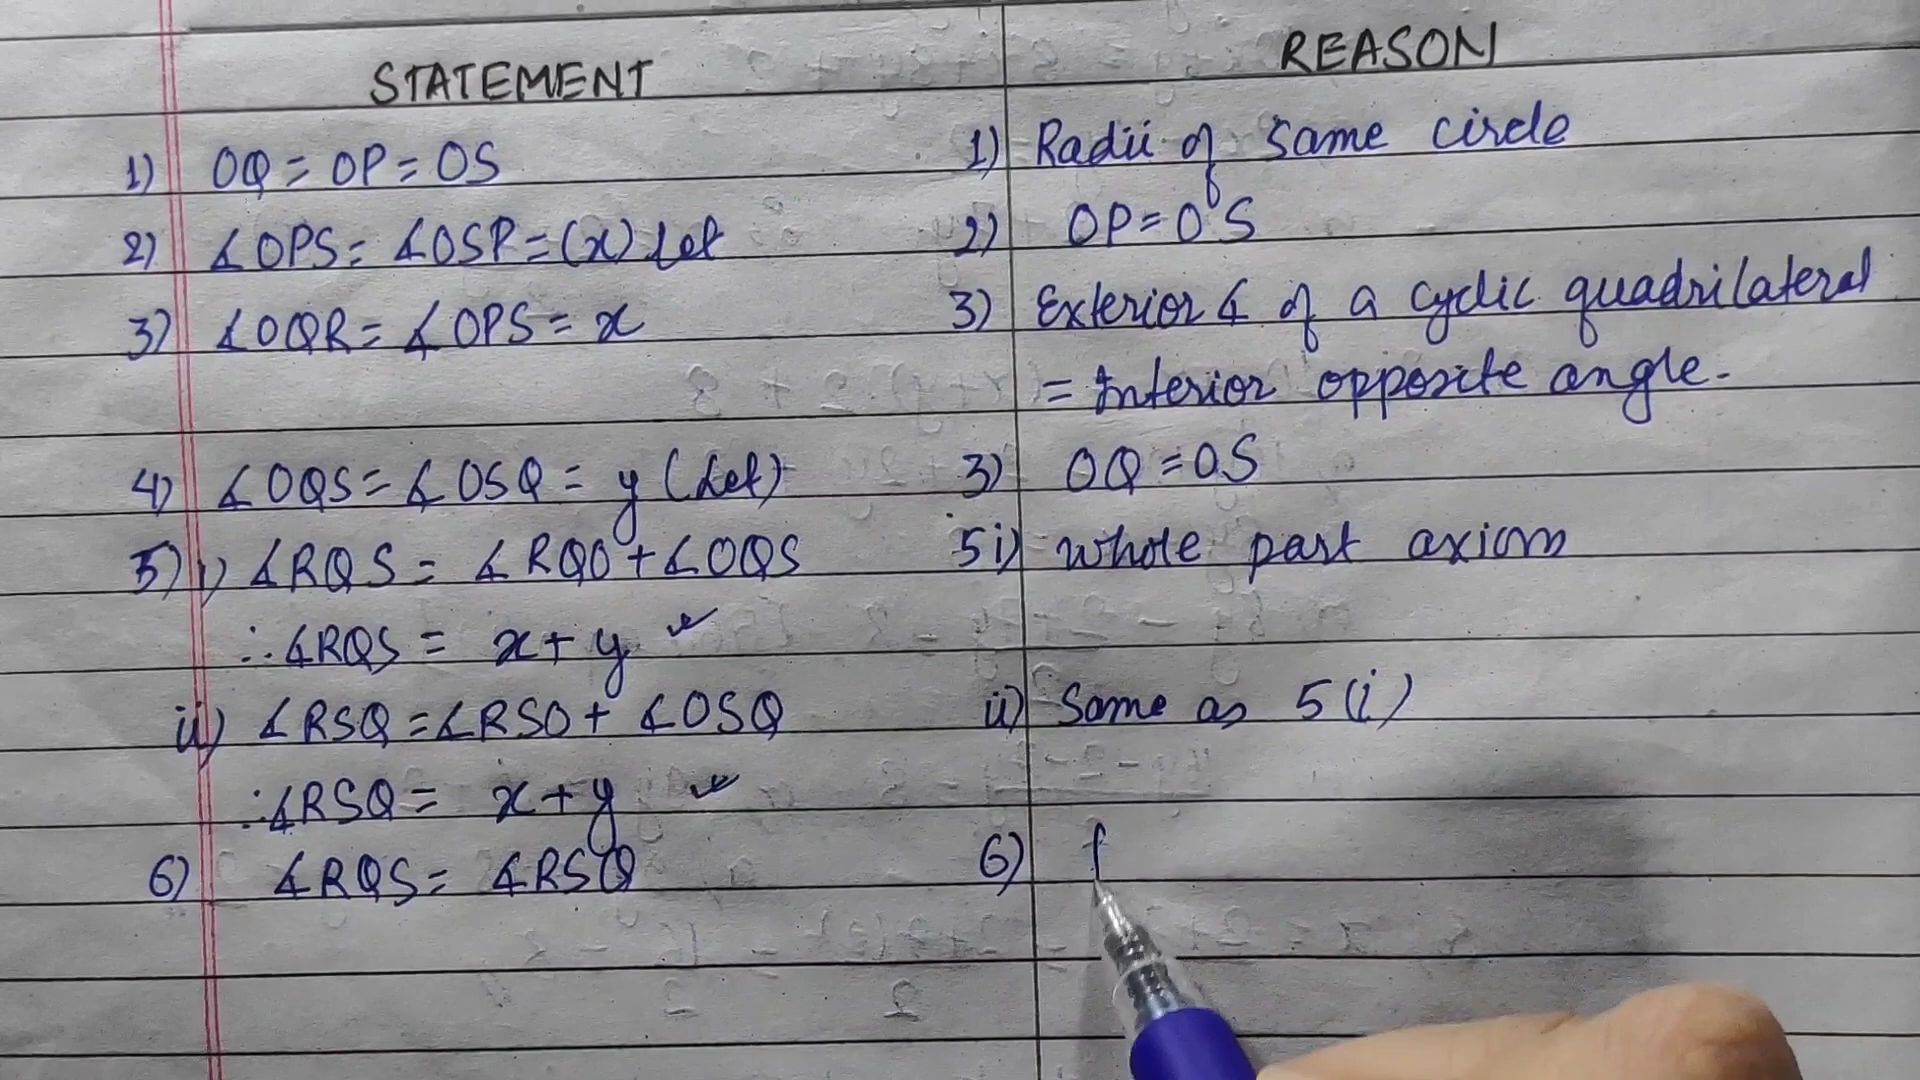 STATEMENT REASON
1) OQ = OP = OS 1) Radii of same circle
2) ∡OPS = ∡OSP = (x) Let 2) OP = OS
3) ∡OQR = ∡OPS = x 3) Exterior ∡ of a cyclic quadrilateral
= Interior opposite angle.
4) ∡OQS = ∡OSQ = y (Let) 3) OQ = OS
5) i) ∡RQS = ∡RQO + ∡OQS 5i) whole part axiom
∴ ∡RQS = x + y ✓
ii) ∡RSQ = ∡RSO + ∡OSQ ii) Same as 5(i)
∴ ∡RSQ = x + y ✓
6) ∡RQS = ∡RSQ 6) f